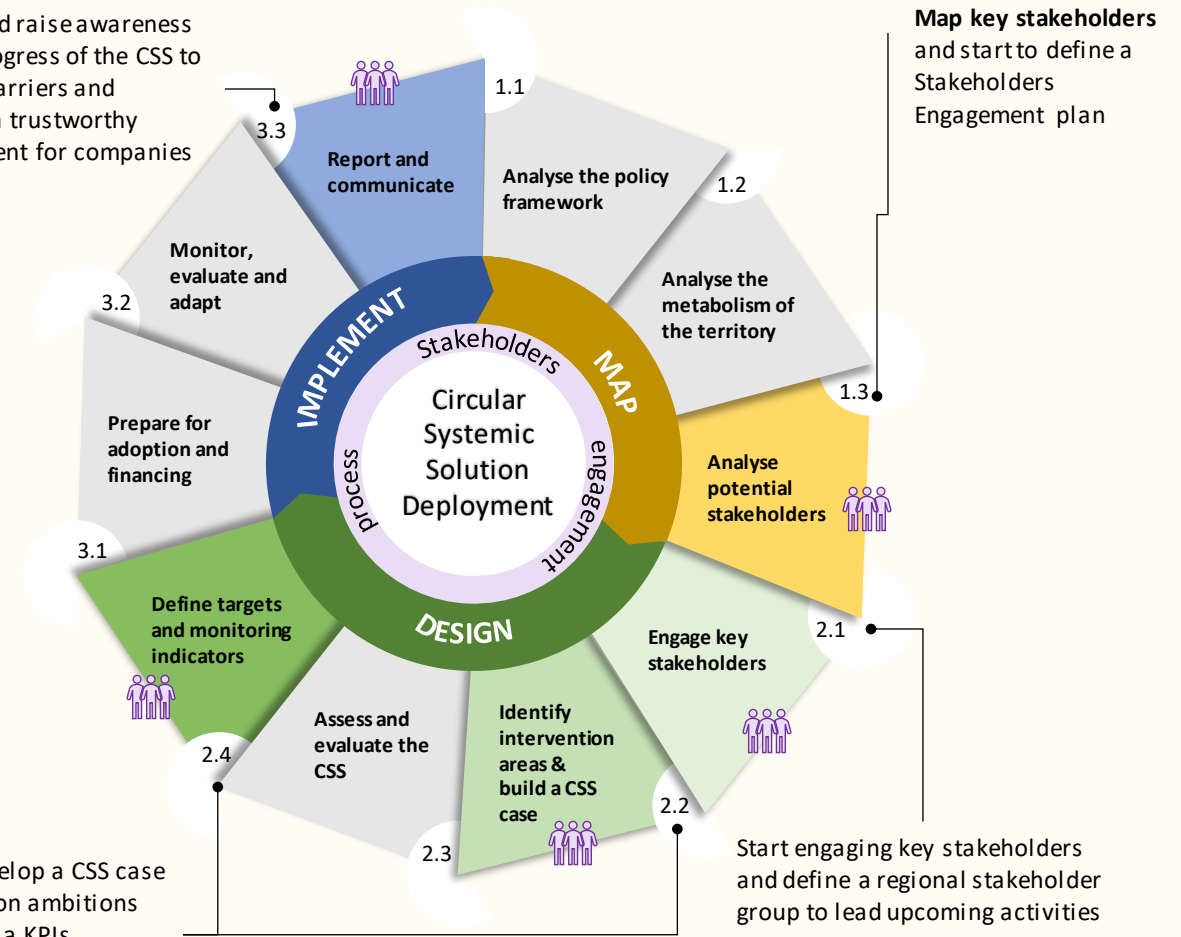 d raise awareness
ogress of the CSS to
arriers and
trustworthy
ent for companies
Map key stakeholders
and start to define a
Stakeholders
Engagement plan
1.1
Analyse the policy
framework
1.2
Analyse the
metabolism of
the territory
1.3
Analyse
potential
stakeholders
2.1
Engage key
stakeholders
2.2
Identify
intervention
areas &
build a CSS
case
2.3
Assess and
evaluate the
CSS
2.4
Define targets
and monitoring
indicators
3.1
Prepare for
adoption and
financing
3.2
Monitor,
evaluate and
adapt
3.3
Report and
communicate
IMPLEMENT
MAP
DESIGN
Stakeholders
engagement
process
Circular
Systemic
Solution
Deployment
Start engaging key stakeholders
and define a regional stakeholder
group to lead upcoming activities
elop a CSS case
on ambitions
a KPIs